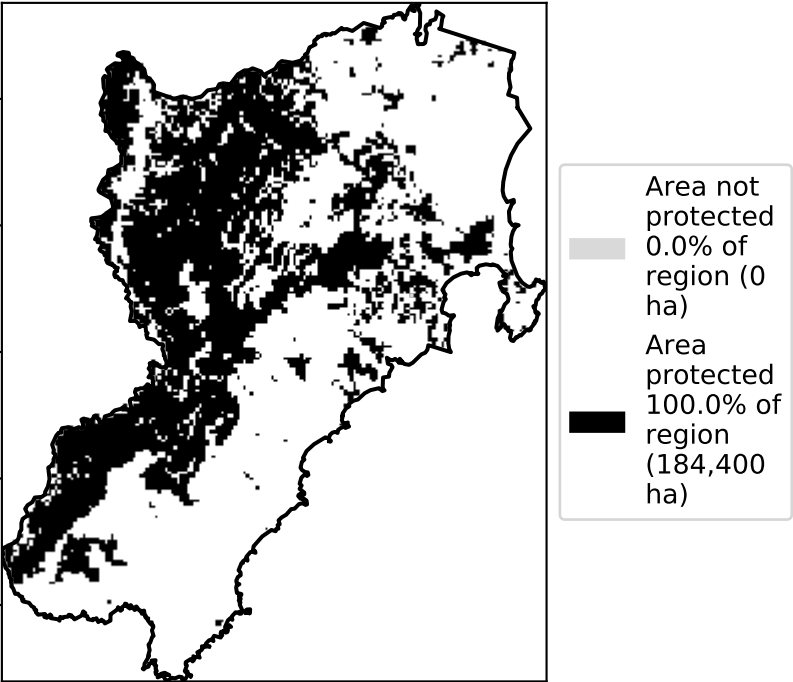 Area not
protected
0.0% of
region (0
ha)
Area
protected
100.0% of
region
(184,400
ha)